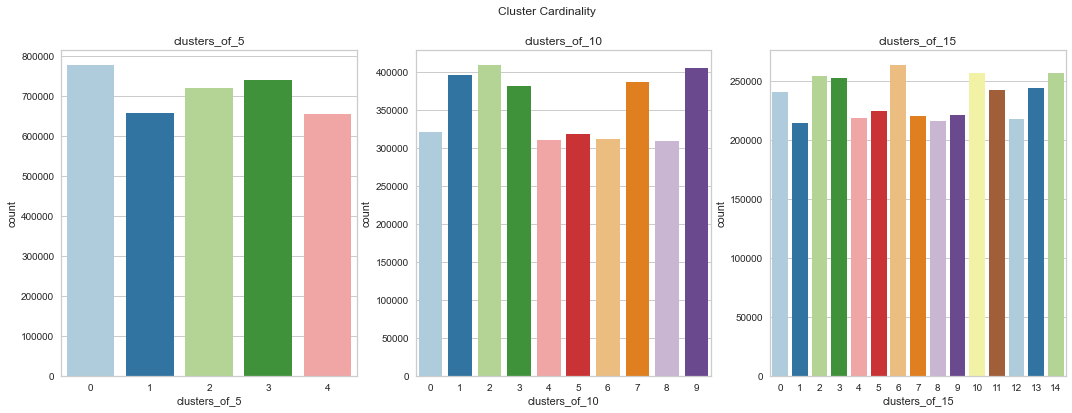 Cluster Cardinality
clusters_of_5
800000
700000
600000
500000
400000
300000
200000
100000
0
count
0 1 2 3 4
clusters_of_5
clusters_of_10
400000
350000
300000
250000
200000
150000
100000
50000
0
count
0 1 2 3 4 5 6 7 8 9
clusters_of_10
clusters_of_15
250000
200000
150000
100000
50000
0
count
0 1 2 3 4 5 6 7 8 9 10 11 12 13 14
clusters_of_15